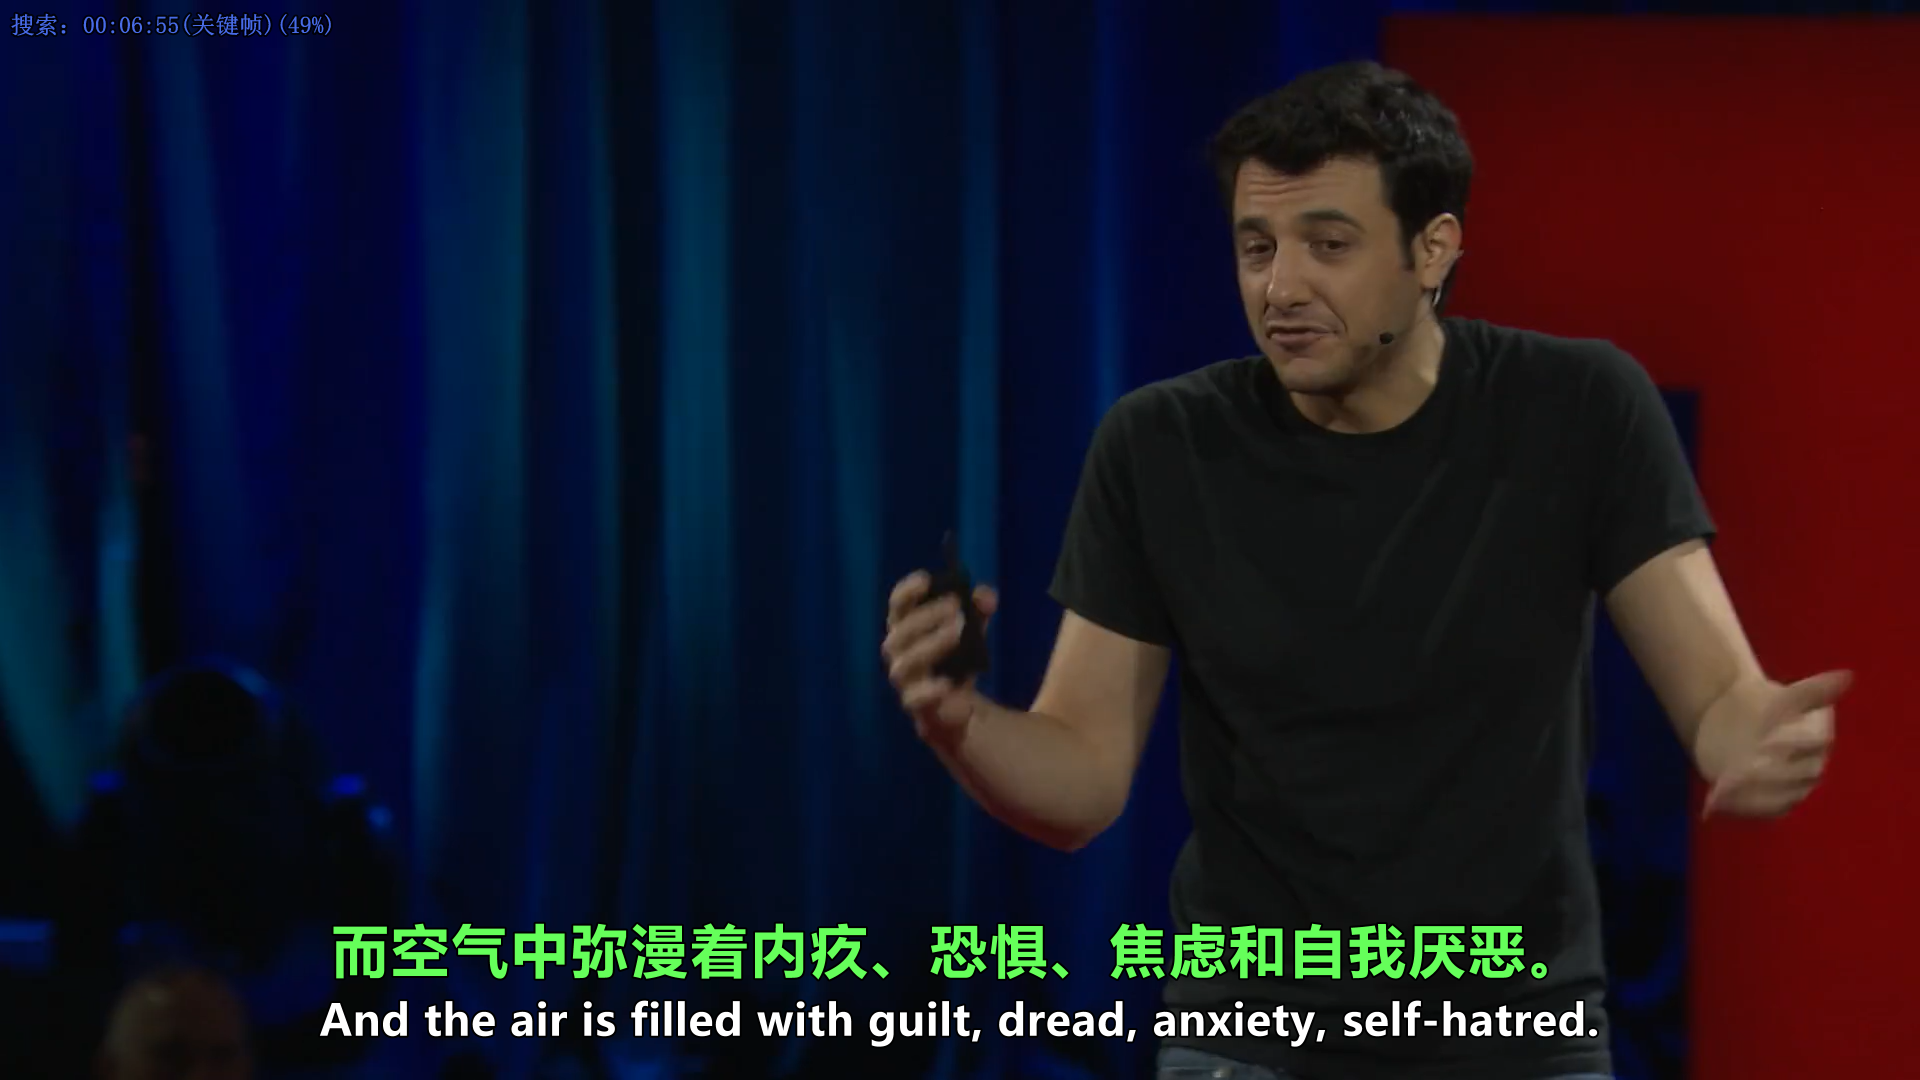 搜索：00:06:55(关键帧)(49%)
而空气中弥漫着内疚、恐惧、焦虑和自我厌恶。
And the air is filled with guilt, dread, anxiety, self-hatred.